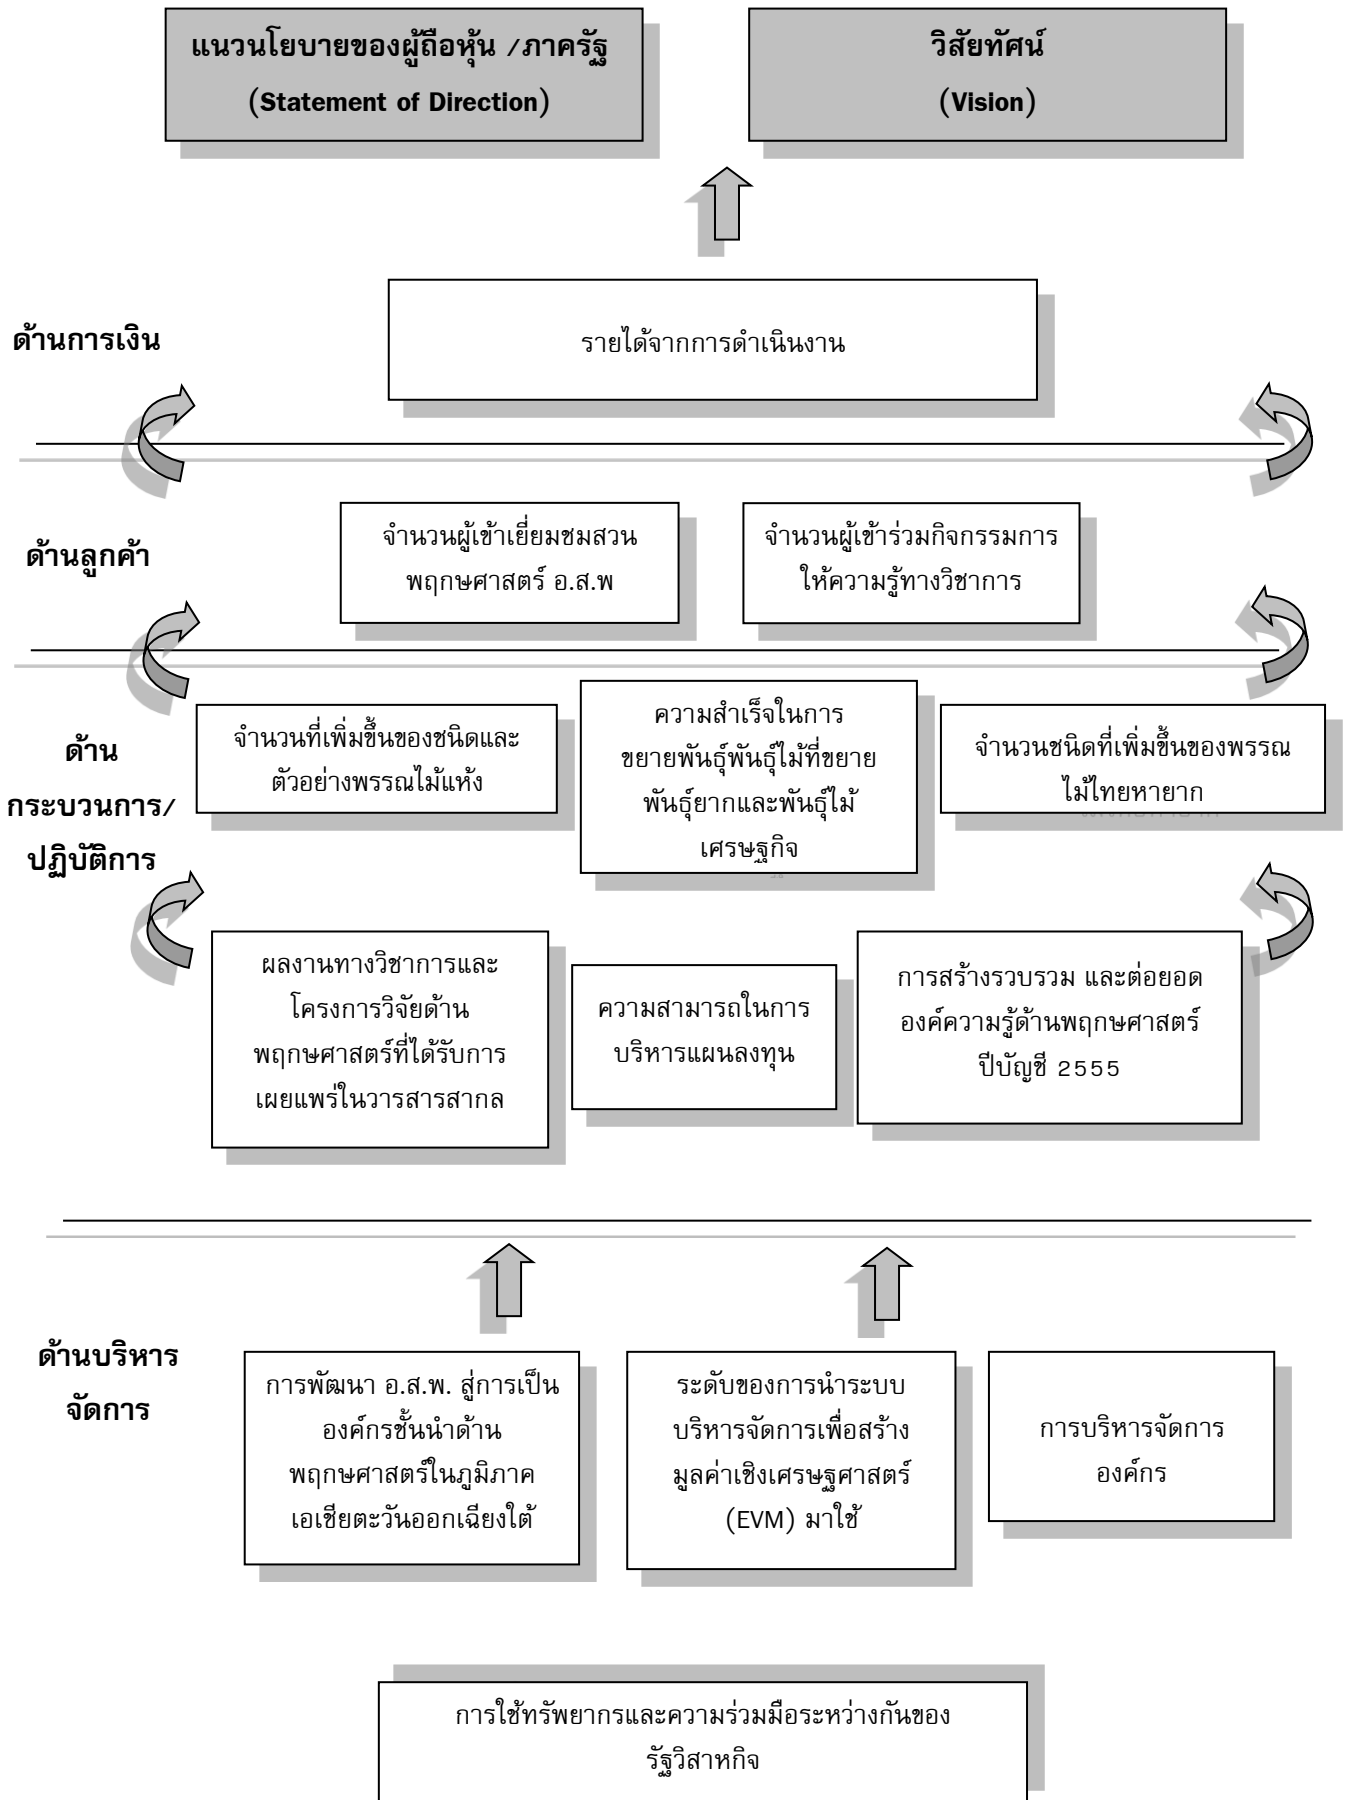 แนวนโยบายของผู้ถือหุ้น /ภาครัฐ
(Statement of Direction)
วิสัยทัศน์
(Vision)
ด้านการเงิน
รายได้จากการดำเนินงาน
ด้านลูกค้า
จำนวนผู้เข้าเยี่ยมชมสวน
พฤกษศาสตร์ อ.ส.พ
จำนวนผู้เข้าร่วมกิจกรรมการ
ให้ความรู้ทางวิชาการ
ด้าน
กระบวนการ/
ปฏิบัติการ
จำนวนที่เพิ่มขึ้นของชนิดและ
ตัวอย่างพรรณไม้แห้ง
ความสำเร็จในการ
ขยายพันธุ์พันธุ์ไม้ที่ขยาย
พันธุ์ยากและพันธุ์ไม้
เศรษฐกิจ
จำนวนชนิดที่เพิ่มขึ้นของพรรณ
ไม้ไทยหายาก
ผลงานทางวิชาการและ
โครงการวิจัยด้าน
พฤกษศาสตร์ที่ได้รับการ
เผยแพร่ในวารสารสากล
ความสามารถในการ
บริหารแผนลงทุน
การสร้างรวบรวม และต่อยอด
องค์ความรู้ด้านพฤกษศาสตร์
ปีบัญชี 2555
ด้านบริหาร
จัดการ
การพัฒนา อ.ส.พ. สู่การเป็น
องค์กรชั้นนำด้าน
พฤกษศาสตร์ในภูมิภาค
เอเชียตะวันออกเฉียงใต้
ระดับของการนำระบบ
บริหารจัดการเพื่อสร้าง
มูลค่าเชิงเศรษฐศาสตร์
(EVM) มาใช้
การบริหารจัดการ
องค์กร
การใช้ทรัพยากรและความร่วมมือระหว่างกันของ
รัฐวิสาหกิจ